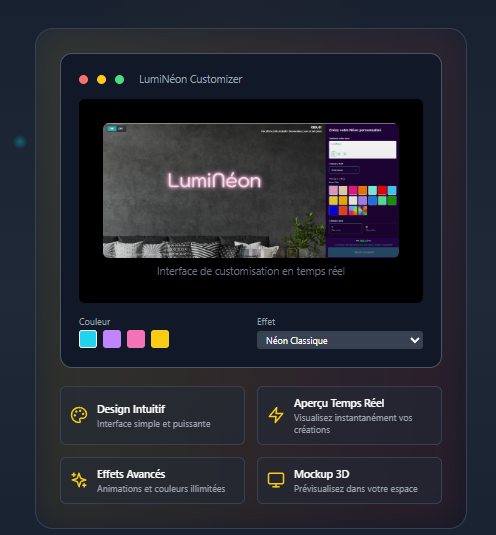 LumiNéon Customizer
Créez votre Néon personnalisé
LumiNéon
Interface de customisation en temps réel
Couleur
Effet
Néon Classique
Design Intuitif
Interface simple et puissante
Aperçu Temps Réel
Visualisez instantanément vos
créations
Effets Avancés
Animations et couleurs illimitées
Mockup 3D
Prévisualisez dans votre espace